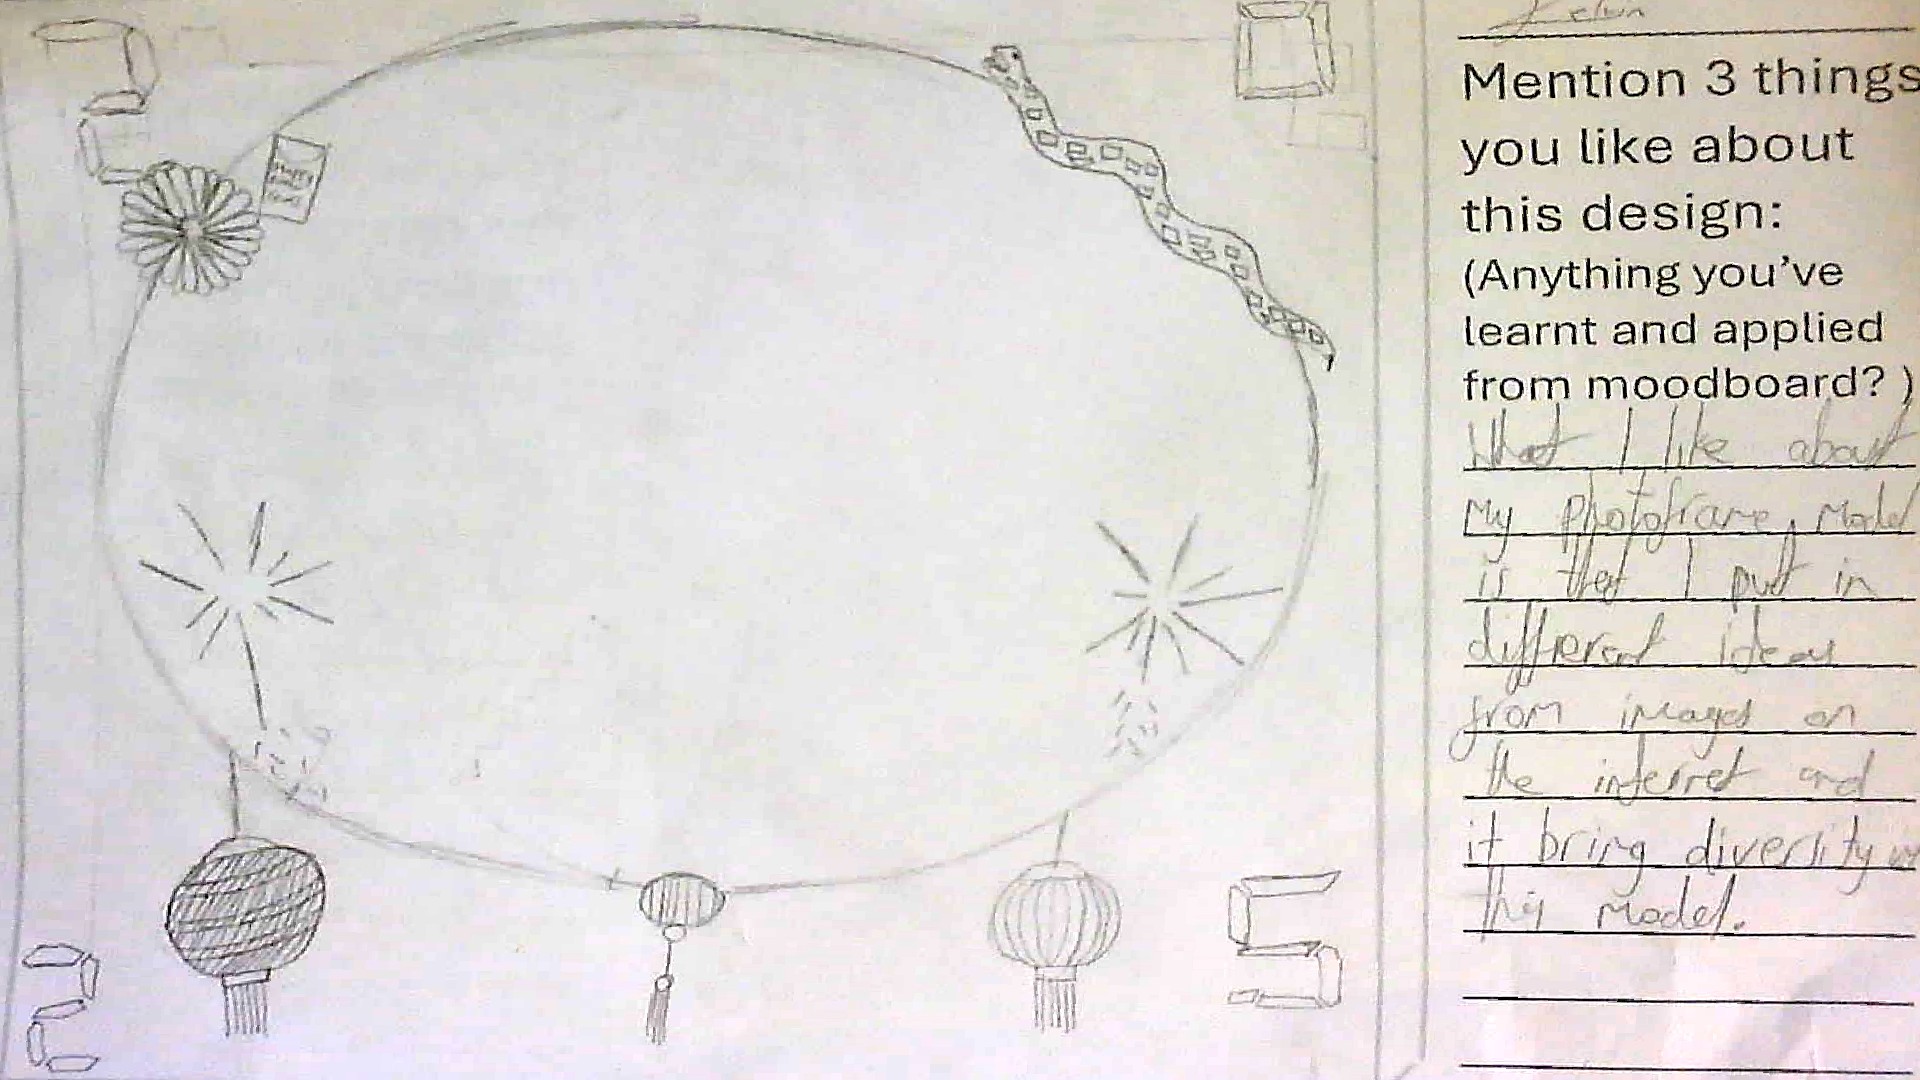 2
0
2
5
Kelvin
Mention 3 things
you like about
this design:
(Anything you've
learnt and applied
from moodboard? )
What I like about
My photoframe model
is that I put in
different ideas
from images on
the internet and
it bring diversity
this model.